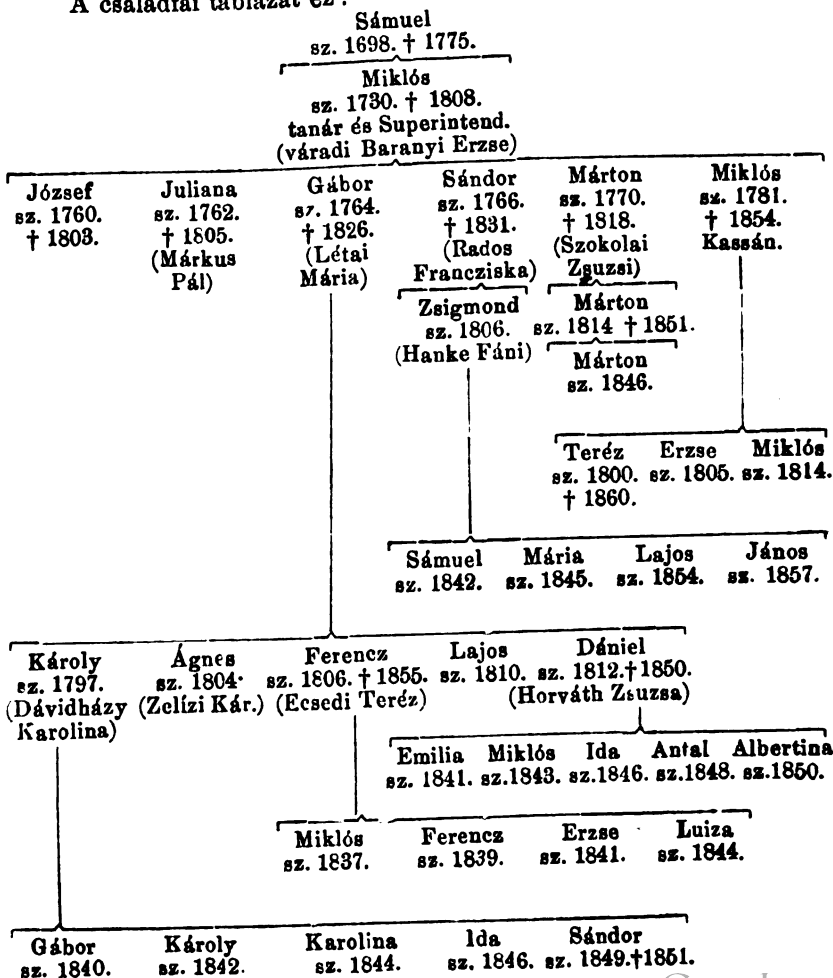 A családfai táblázat ez :
Sámuel
sz. 1698. † 1775.
Miklós
sz. 1730. † 1808.
tanár és Superintend.
(váradi Baranyi Erzse)
József Juliana Gábor Sándor Márton Miklós
sz. 1760. sz. 1762. sz. 1764. sz. 1766. sz. 1770. sz. 1781.
† 1803. † 1805. † 1826. † 1831. † 1818. † 1854.
(Márkus (Létai (Rados (Szokolai Kassán.
Pál) Mária) Francziska) Zsuzsi)
Zsigmond Márton
sz. 1806. sz. 1814 † 1851.
(Hanke Fáni) Márton
sz. 1846.
Teréz Erzse Miklós
sz. 1800. sz. 1805. sz. 1814.
† 1860.
Sámuel Mária Lajos János
sz. 1842. sz. 1845. sz. 1854. sz. 1857.
Károly Ágnes Ferencz Lajos Dániel
sz. 1797. sz. 1804. sz. 1806. † 1855. sz. 1810. sz. 1812. † 1850.
(Dávidházy (Zelízi Kár.) (Ecsedi Teréz) (Horváth Zsuzsa)
Karolina)
Emilia Miklós Ida Antal Albertina
sz. 1841. sz.1843. sz.1846. sz.1848. sz.1850.
Miklós Ferencz Erzse Luiza
sz. 1837. sz. 1839. sz. 1841. sz. 1844.
Gábor Károly Karolina Ida Sándor
sz. 1840. sz. 1842. sz. 1844. sz. 1846. sz. 1849.†1851.